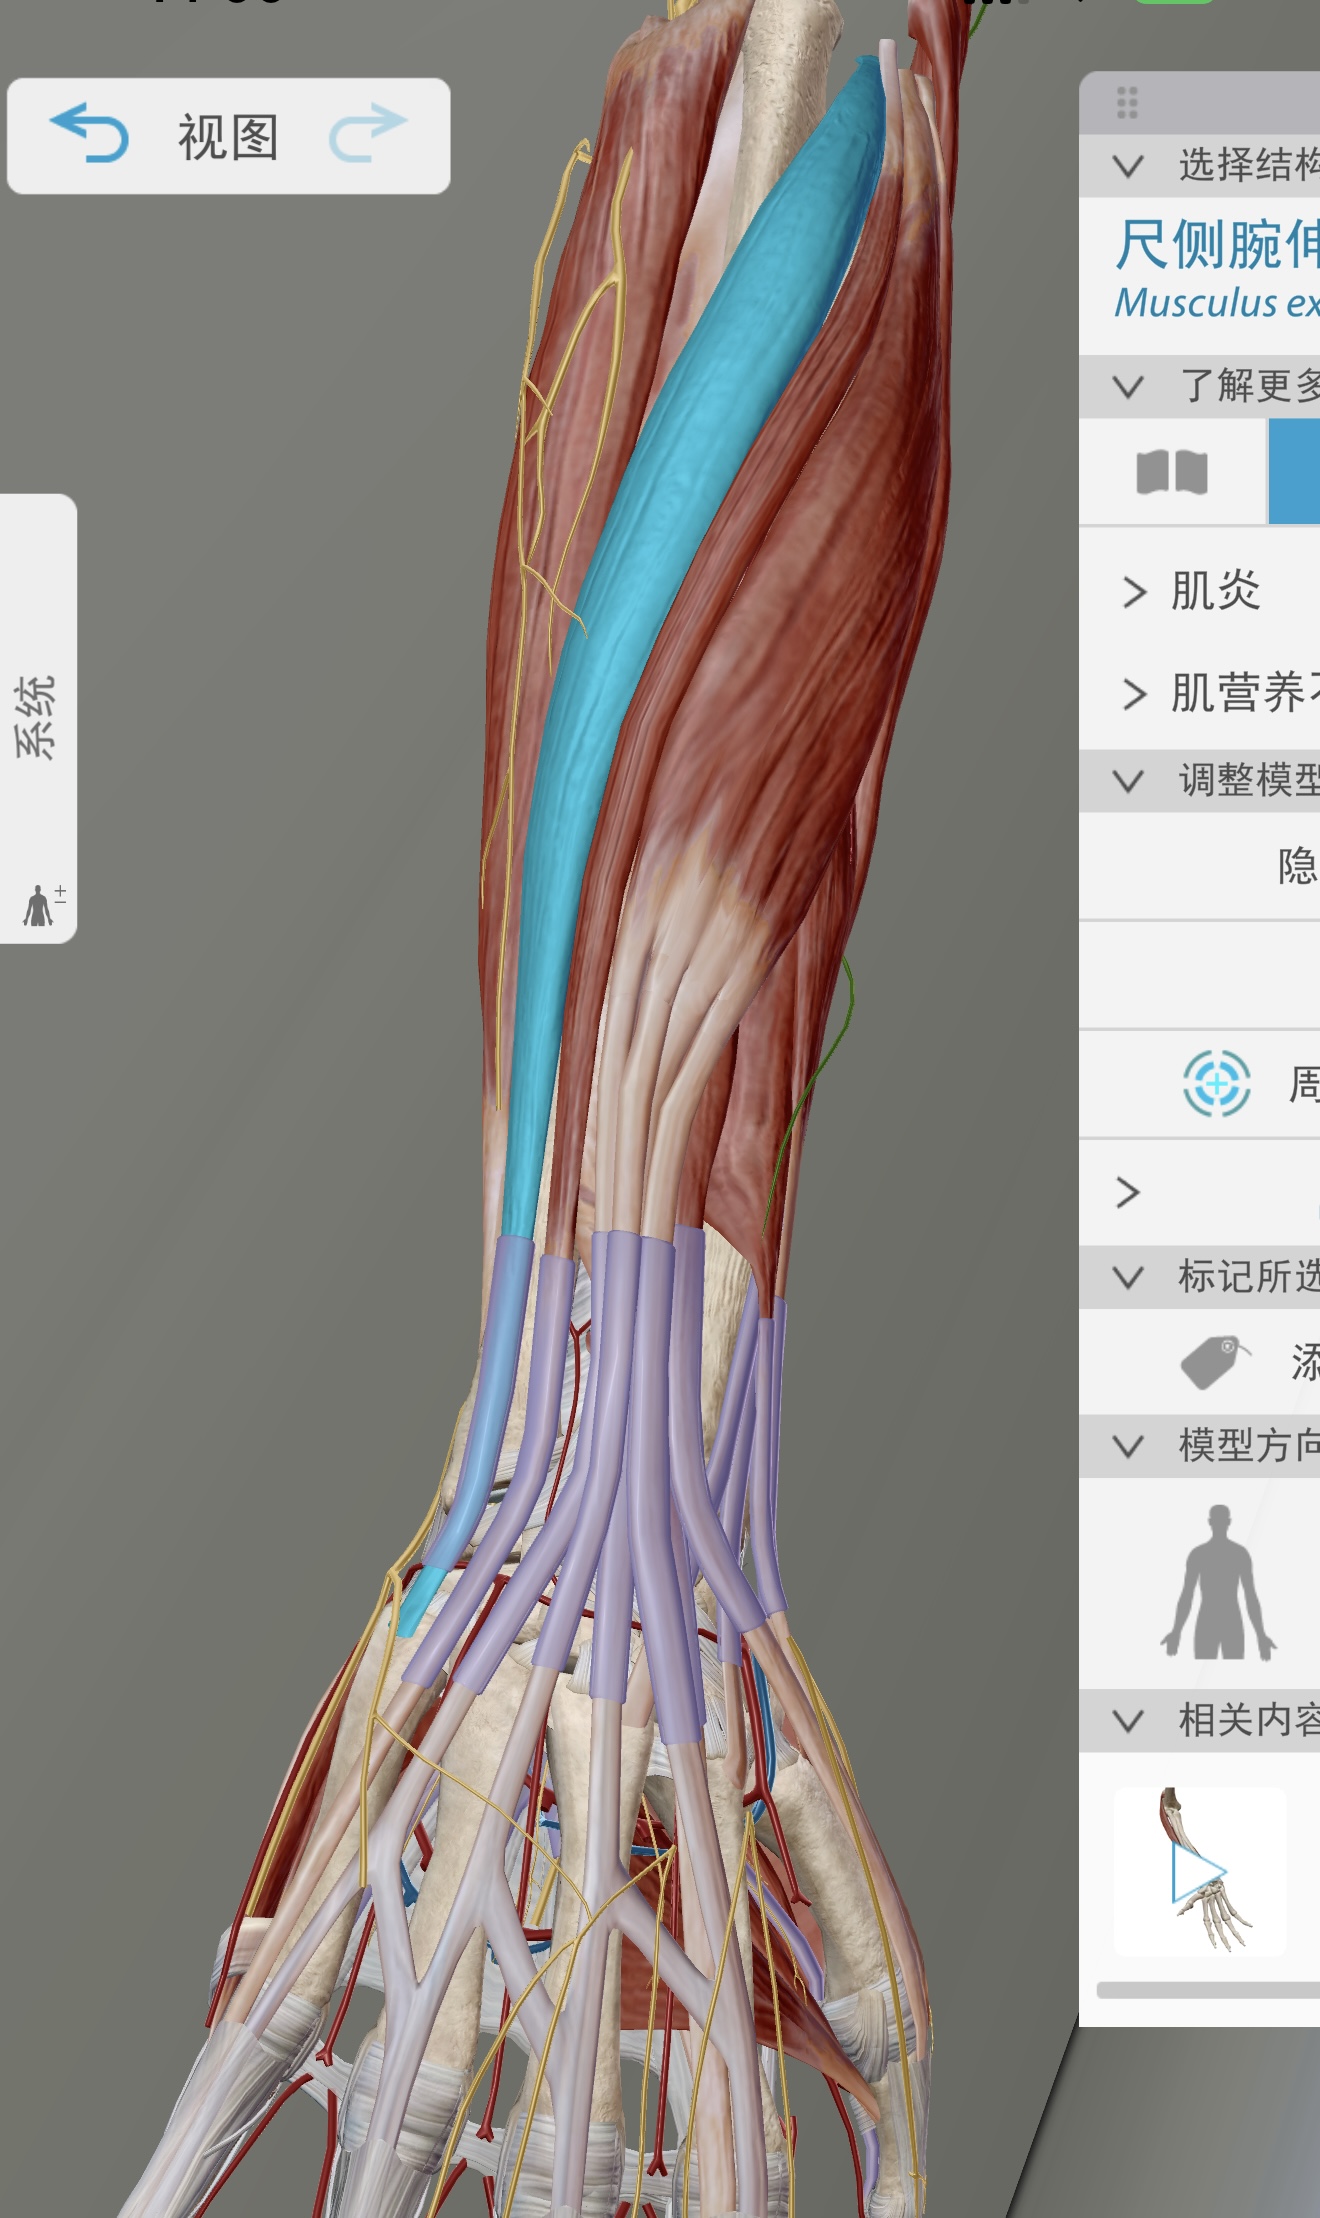 视图
系统
选择结构
尺侧腕伸
Musculus ex
了解更多
肌炎
肌营养不
调整模型
隐
周
标记所选
添
模型方向
相关内容